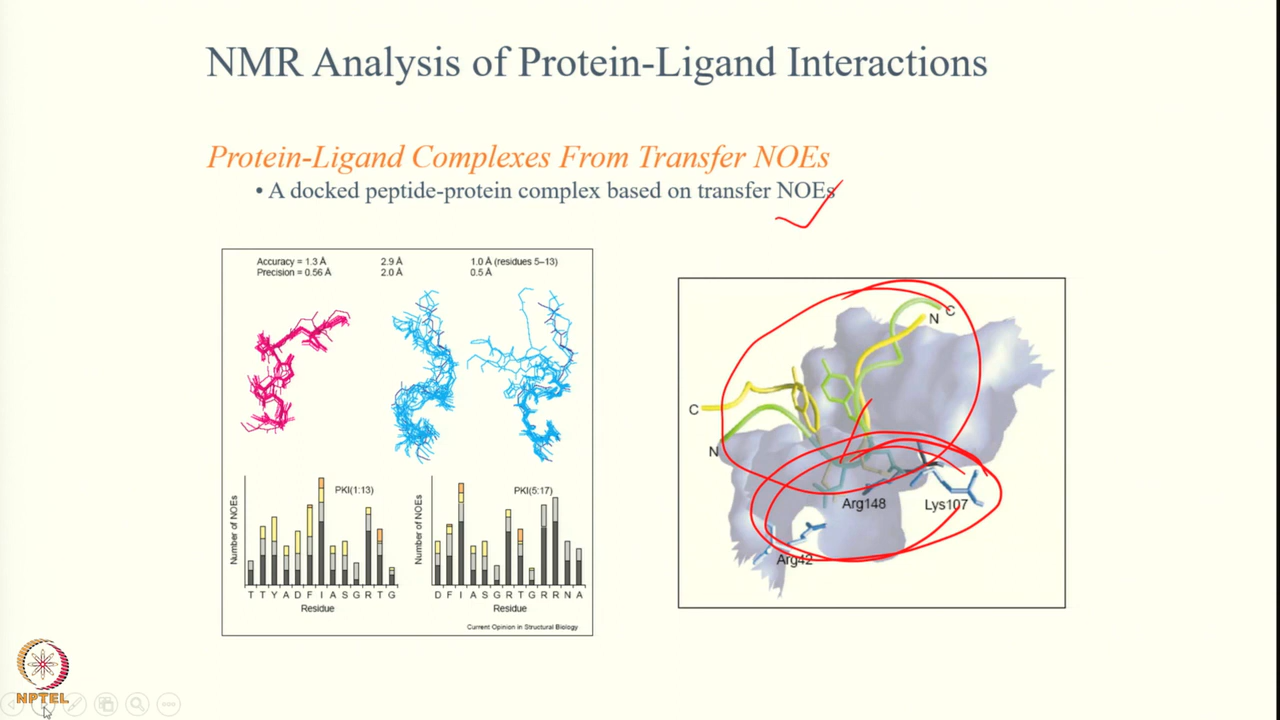 NMR Analysis of Protein-Ligand Interactions
Protein-Ligand Complexes From Transfer NOEs
• A docked peptide-protein complex based on transfer NOEs
Accuracy = 1.3 Å 2.9 Å 1.0 Å (residues 5–13)
Precision = 0.56 Å 2.0 Å 0.5 Å
Number of NOEs
PKI(1:13)
T T Y A D F I A S G R T G
Residue
Number of NOEs
PKI(5:17)
D F I A S G R T G R R N A
Residue
Current Opinion in Structural Biology
C
N
C
N
Arg148
Lys107
Arg42
NPTEL